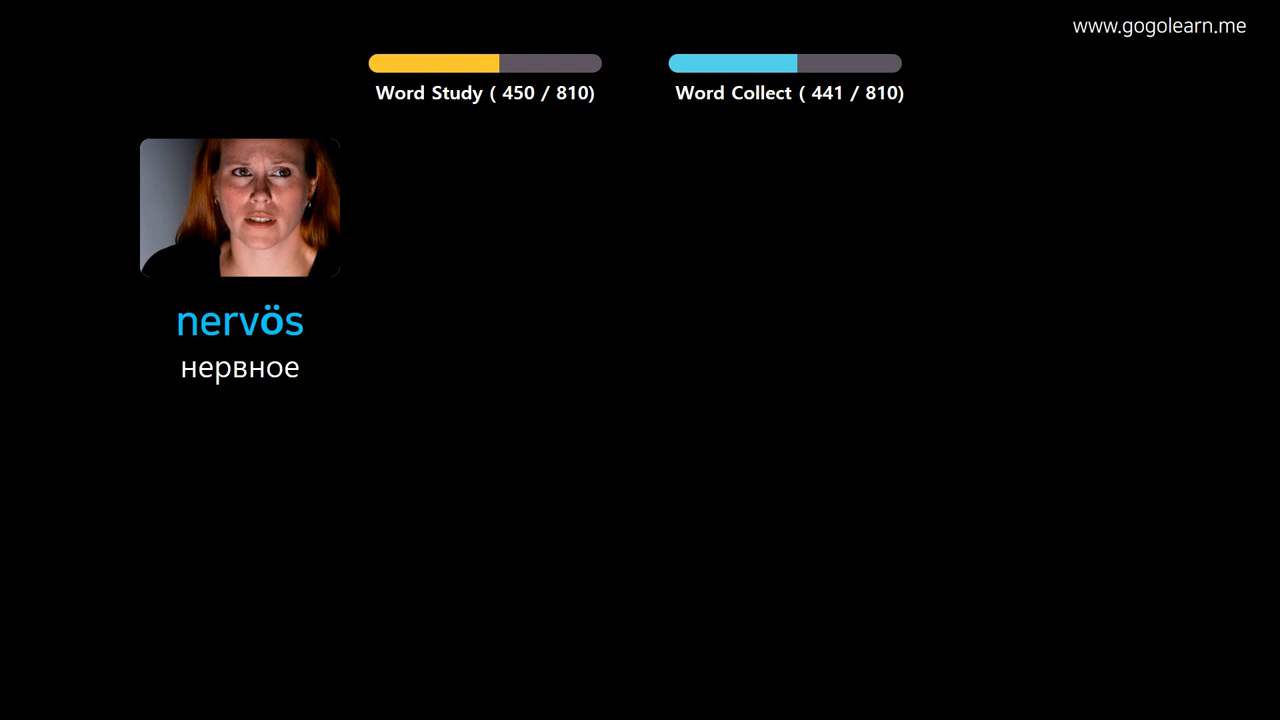 www.gogolearn.me
Word Study ( 450 / 810)
Word Collect ( 441 / 810)
nervös
нервное